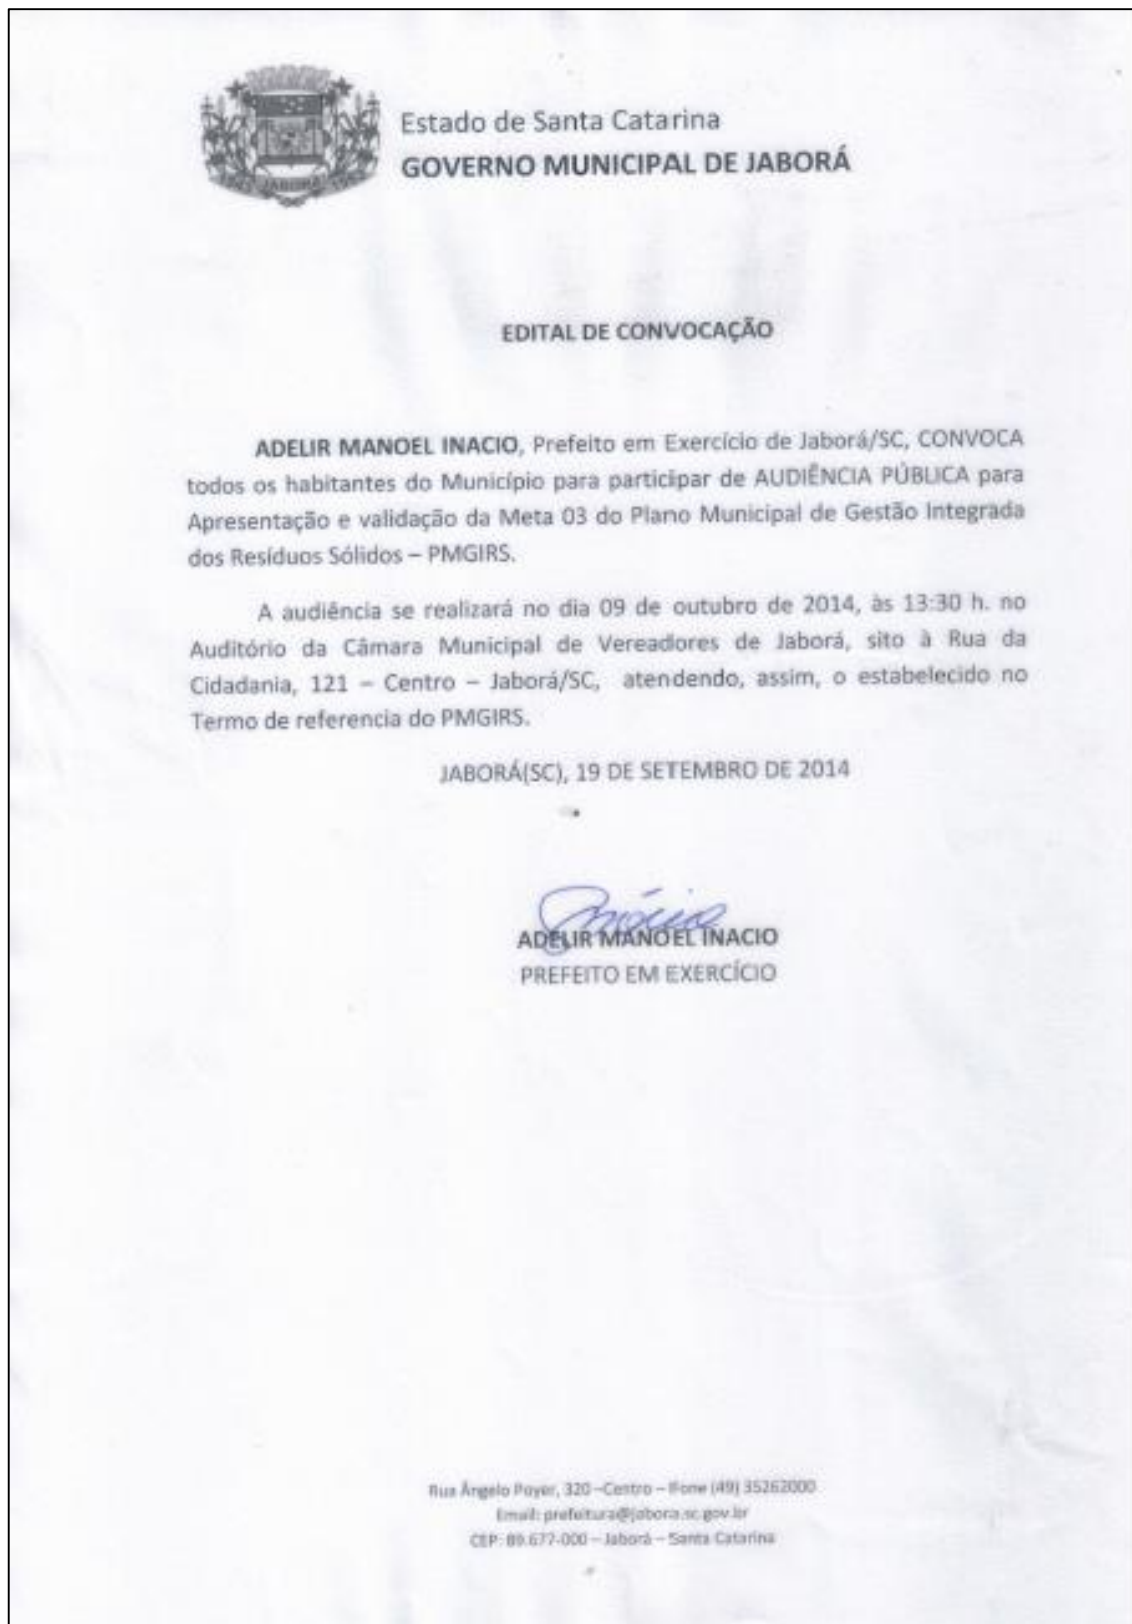 JABORÁ
Estado de Santa Catarina
GOVERNO MUNICIPAL DE JABORÁ
EDITAL DE CONVOCAÇÃO
ADELIR MANOEL INACIO, Prefeito em Exercício de Jaborá/SC, CONVOCA
todos os habitantes do Município para participar de AUDIÊNCIA PÚBLICA para
Apresentação e validação da Meta 03 do Plano Municipal de Gestão Integrada
dos Resíduos Sólidos – PMGIRS.
A audiência se realizará no dia 09 de outubro de 2014, às 13:30 h. no
Auditório da Câmara Municipal de Vereadores de Jaborá, sito à Rua da
Cidadania, 121 – Centro – Jaborá/SC, atendendo, assim, o estabelecido no
Termo de referencia do PMGIRS.
JABORÁ(SC), 19 DE SETEMBRO DE 2014
ADELIR MANOEL INACIO
PREFEITO EM EXERCÍCIO
Rua Ângelo Poyer, 320 –Centro – Fone (49) 35262000
Email: prefeitura@jabora.sc.gov.br
CEP: 89.677-000 – Jaborá – Santa Catarina